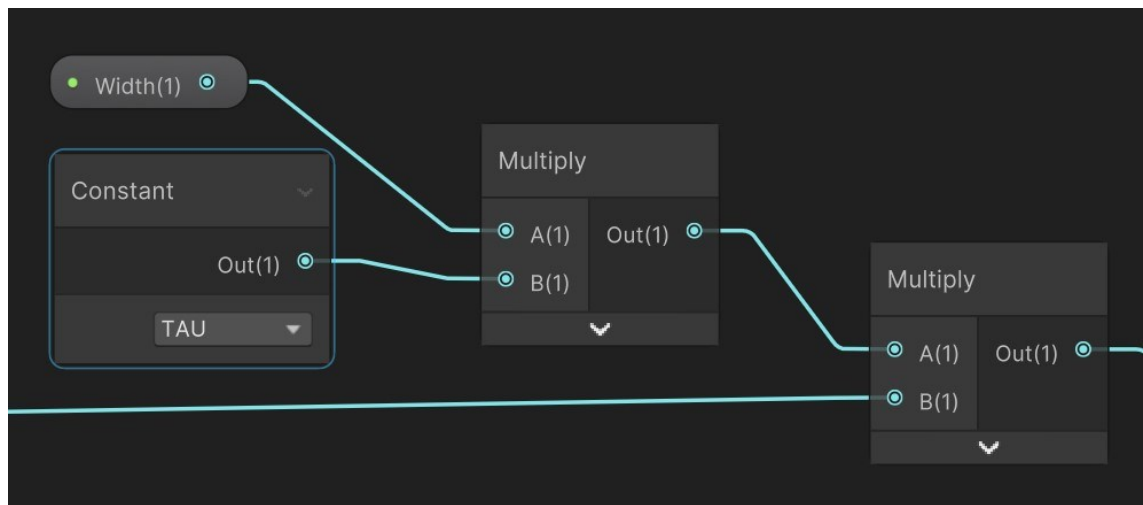 Width(1)
Constant
Out(1)
TAU
Multiply
A(1) Out(1)
B(1)
Multiply
A(1) Out(1)
B(1)